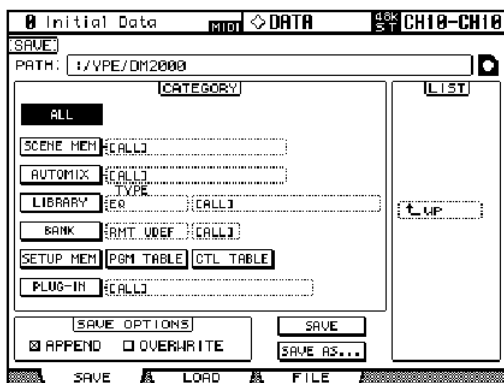 0 Initial Data MIDI ◇DATA 48K ST CH10-CH10
[SAVE]
PATH: :/YPE/DM2000
CATEGORY LIST
ALL
SCENE MEM [ALL]
AUTOMIX [ALL]
TYPE
LIBRARY EQ [ALL]
UP
BANK RMT UDEF [ALL]
SETUP MEM PGM TABLE CTL TABLE
PLUG-IN [ALL]
SAVE OPTIONS SAVE
APPEND OVERWRITE SAVE AS...
SAVE LOAD FILE